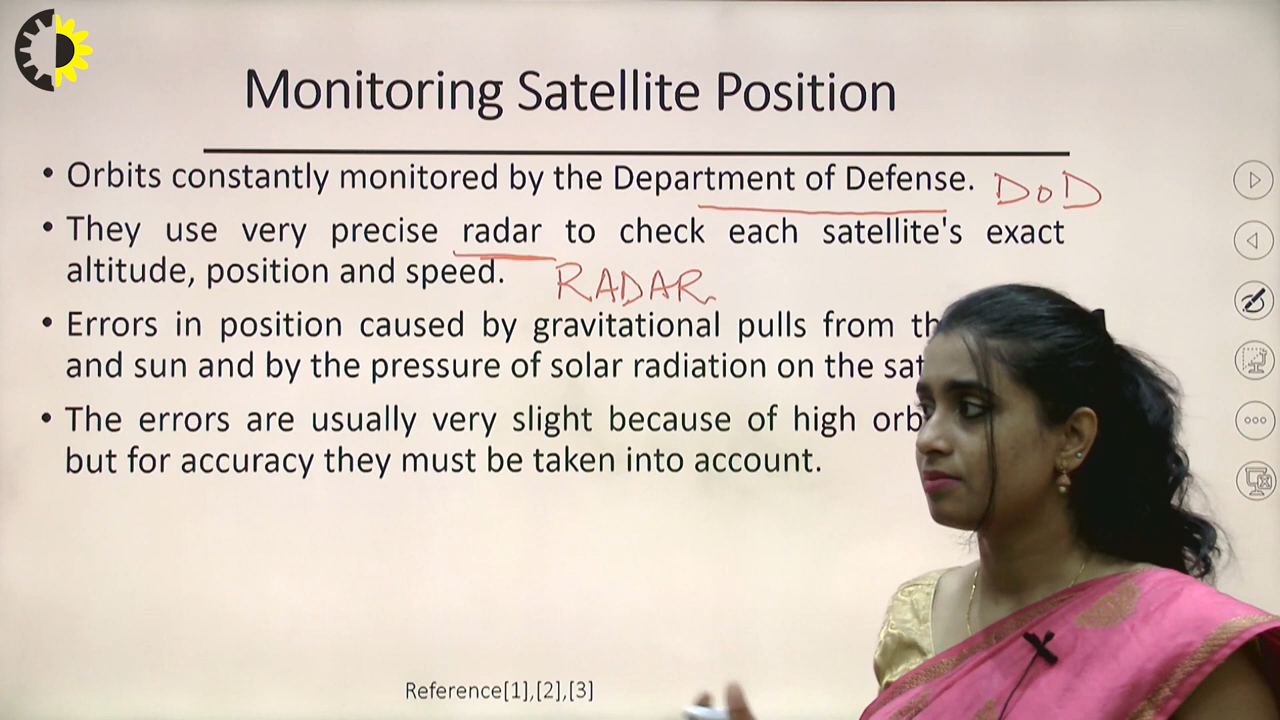 Monitoring Satellite Position
• Orbits constantly monitored by the Department of Defense. DoD
• They use very precise radar to check each satellite's exact
altitude, position and speed. RADAR
• Errors in position caused by gravitational pulls from
and sun and by the pressure of solar radiation on the
• The errors are usually very slight because of high
but for accuracy they must be taken into account.
Reference[1],[2],[3]